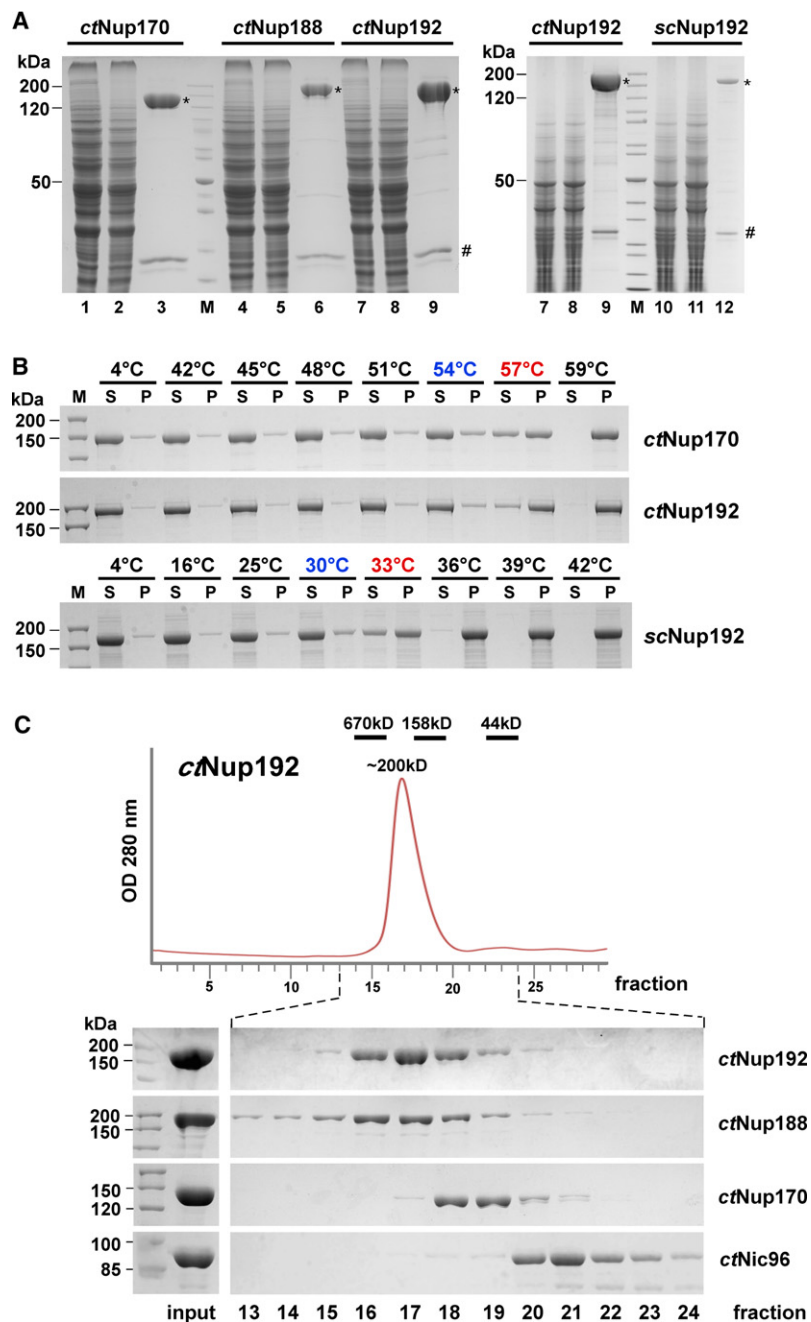 A
ctNup170 ctNup188 ctNup192 ctNup192 scNup192
kDa kDa
200 * * * 200 * *
120 120
50 50
# #
1 2 3 M 4 5 6 7 8 9 7 8 9 M 10 11 12
B
4°C 42°C 45°C 48°C 51°C 54°C 57°C 59°C
M S P S P S P S P S P S P S P S P
kDa
200
150 ctNup170
200 ctNup192
150
4°C 16°C 25°C 30°C 33°C 36°C 39°C 42°C
M S P S P S P S P S P S P S P S P
200 scNup192
150
C
670kD 158kD 44kD
ctNup192 ~200kD
OD 280 nm
5 10 15 20 25 fraction
kDa
200 ctNup192
150
200 ctNup188
150
150 ctNup170
120
100 ctNic96
85
input 13 14 15 16 17 18 19 20 21 22 23 24 fraction